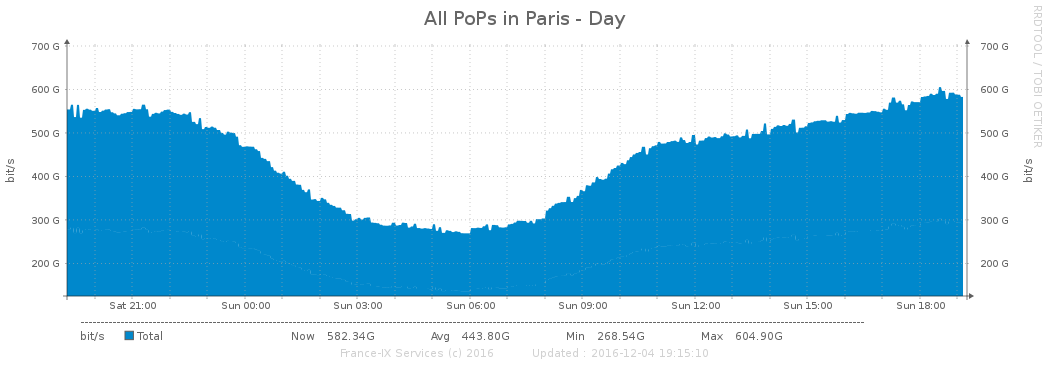 All PoPs in Paris - Day
RRDTOOL / TOBI OETIKER
700 G 700 G
600 G 600 G
500 G 500 G
400 G 400 G
300 G 300 G
200 G 200 G
bit/s
bit/s
Sat 21:00 Sun 00:00 Sun 03:00 Sun 06:00 Sun 09:00 Sun 12:00 Sun 15:00 Sun 18:00
bit/s Total Now 582.34G Avg 443.80G Min 268.54G Max 604.90G
France-IX Services (c) 2016 Updated : 2016-12-04 19:15:10